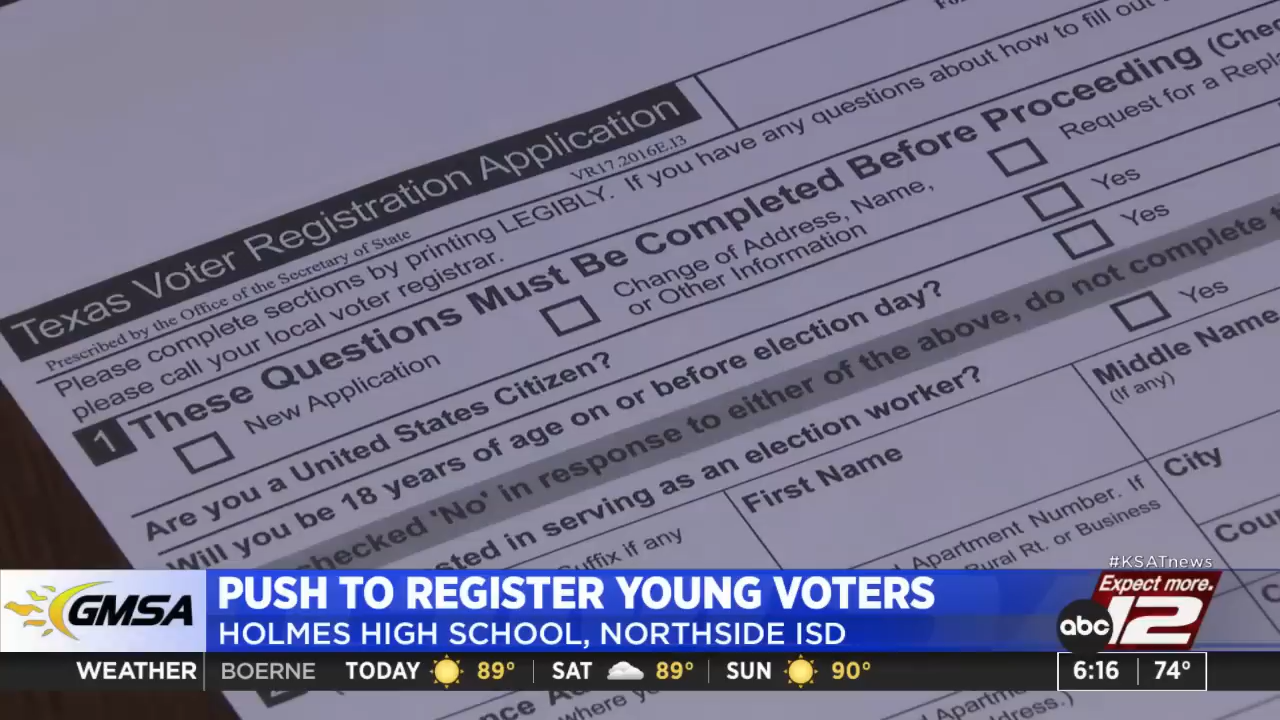 Texas Voter Registration Application
VR17.2016E.13
Prescribed by the Office of the Secretary of State
Please complete sections by printing LEGIBLY. If you have any questions about how to fill out
please call your local voter registrar.
1 These Questions Must Be Completed Before Proceeding
New Application
Change of Address, Name,
or Other Information
Request for a
Are you a United States Citizen?
Yes
Will you be 18 years of age on or before election day?
Yes
'No' in response to either of the above, do not complete
in serving as an election worker?
Yes
Suffix if any
First Name
Middle Name
(If any)
Apartment Number. If
Rural Rt. or Business
City
#KSATnews
GMSA
PUSH TO REGISTER YOUNG VOTERS
HOLMES HIGH SCHOOL, NORTHSIDE ISD
Expect more.
abc 12
WEATHER BOERNE TODAY 89° SAT 89° SUN 90°
6:16 74°